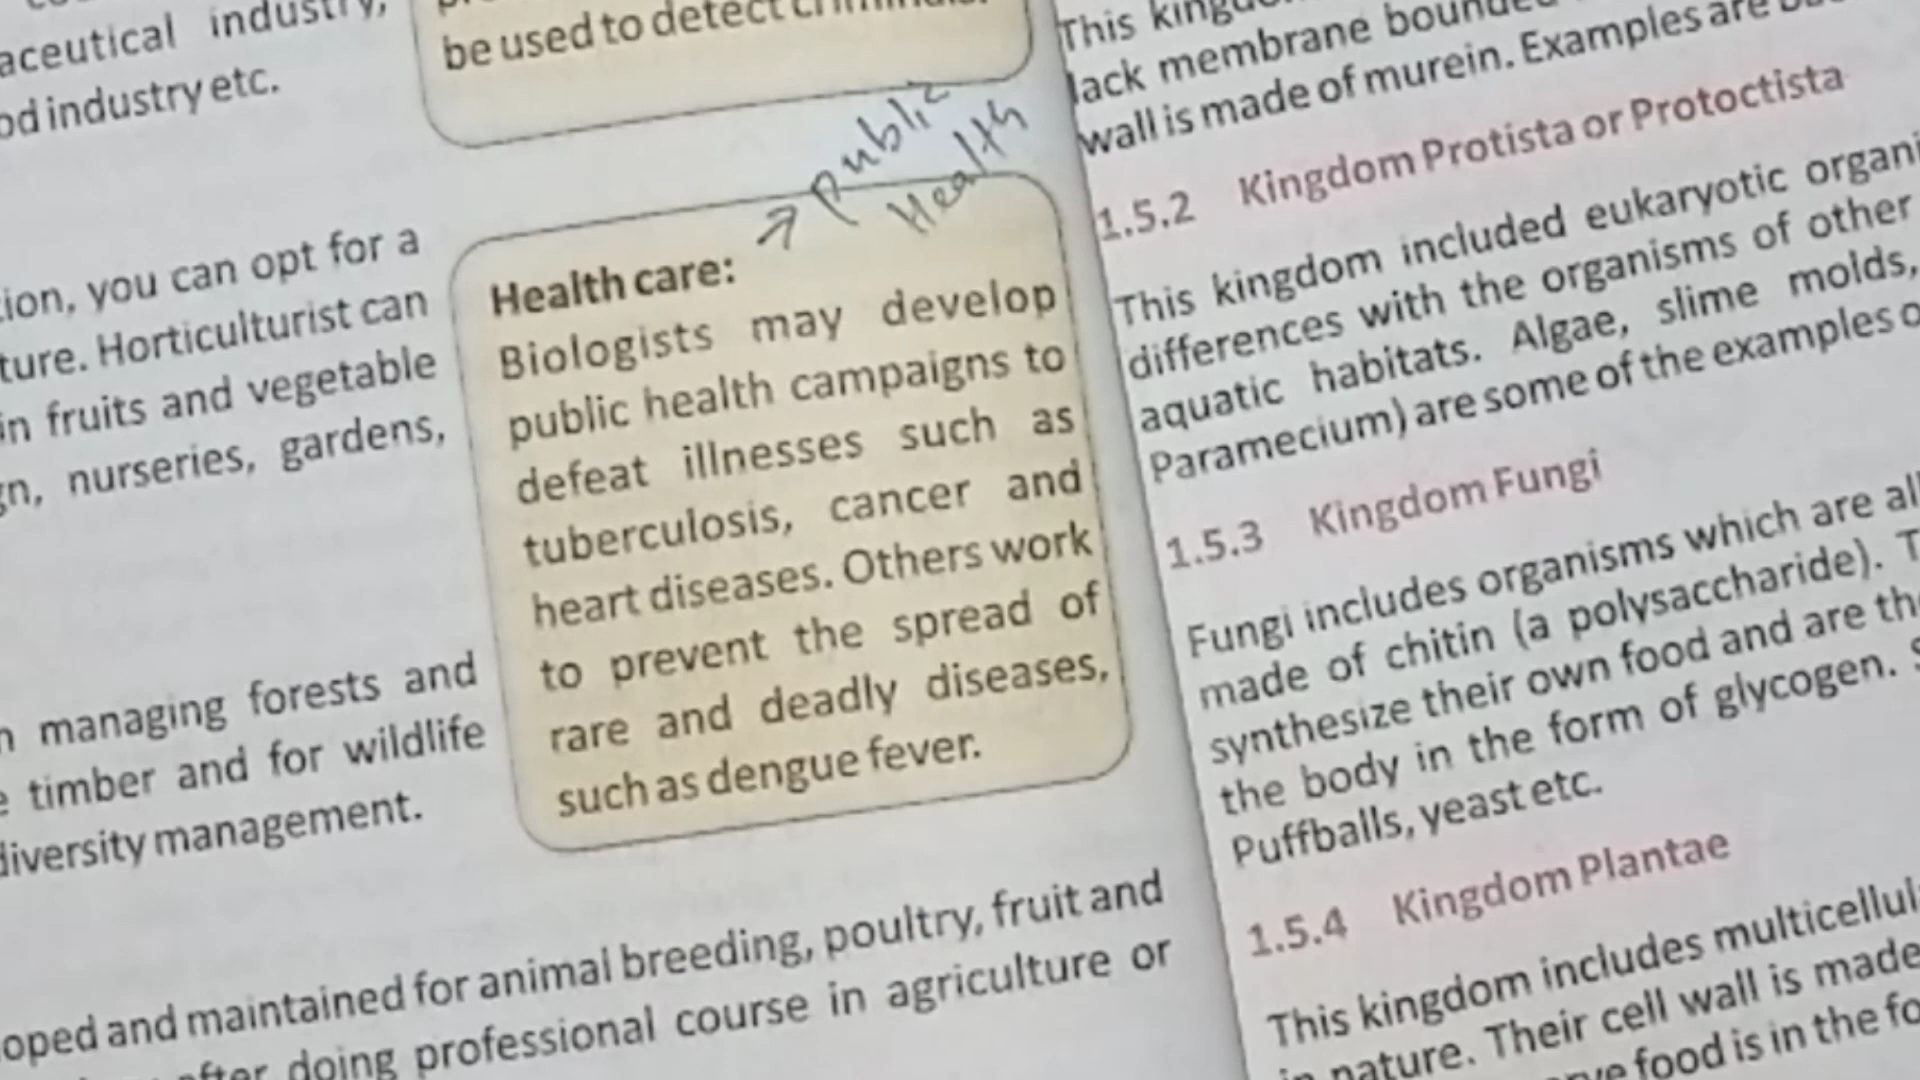 aceutical industry,
od industry etc.
be used to detect
tion, you can opt for a
ture. Horticulturist can
in fruits and vegetable
gn, nurseries, gardens,
n managing forests and
e timber and for wildlife
diversity management.
→ public
Health
Health care:
Biologists may develop
public health campaigns to
defeat illnesses such as
tuberculosis, cancer and
heart diseases. Others work
to prevent the spread of
rare and deadly diseases,
such as dengue fever.
oped and maintained for animal breeding, poultry, fruit and
after doing professional course in agriculture or
This
lack membrane
wall is made of murein. Examples are
1.5.2 Kingdom Protista or Protoctista
This kingdom included eukaryotic organi
differences with the organisms of other
aquatic habitats. Algae, slime molds,
Paramecium) are some of the examples o
1.5.3 Kingdom Fungi
Fungi includes organisms which are all
made of chitin (a polysaccharide). T
synthesize their own food and are the
the body in the form of glycogen. S
Puffballs, yeast etc.
1.5.4 Kingdom Plantae
This kingdom includes multicellul
in nature. Their cell wall is made
food is in the fo